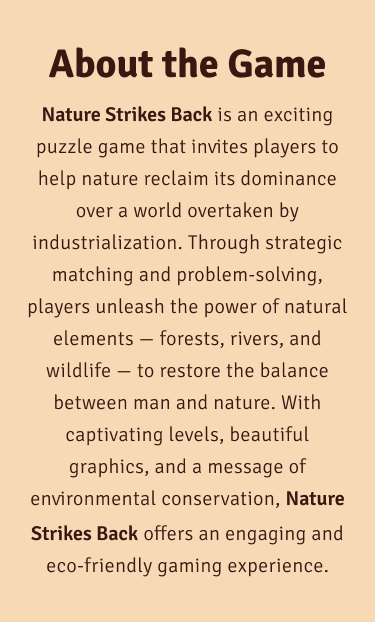 About the Game
Nature Strikes Back is an exciting
puzzle game that invites players to
help nature reclaim its dominance
over a world overtaken by
industrialization. Through strategic
matching and problem-solving,
players unleash the power of natural
elements — forests, rivers, and
wildlife — to restore the balance
between man and nature. With
captivating levels, beautiful
graphics, and a message of
environmental conservation, Nature
Strikes Back offers an engaging and
eco-friendly gaming experience.